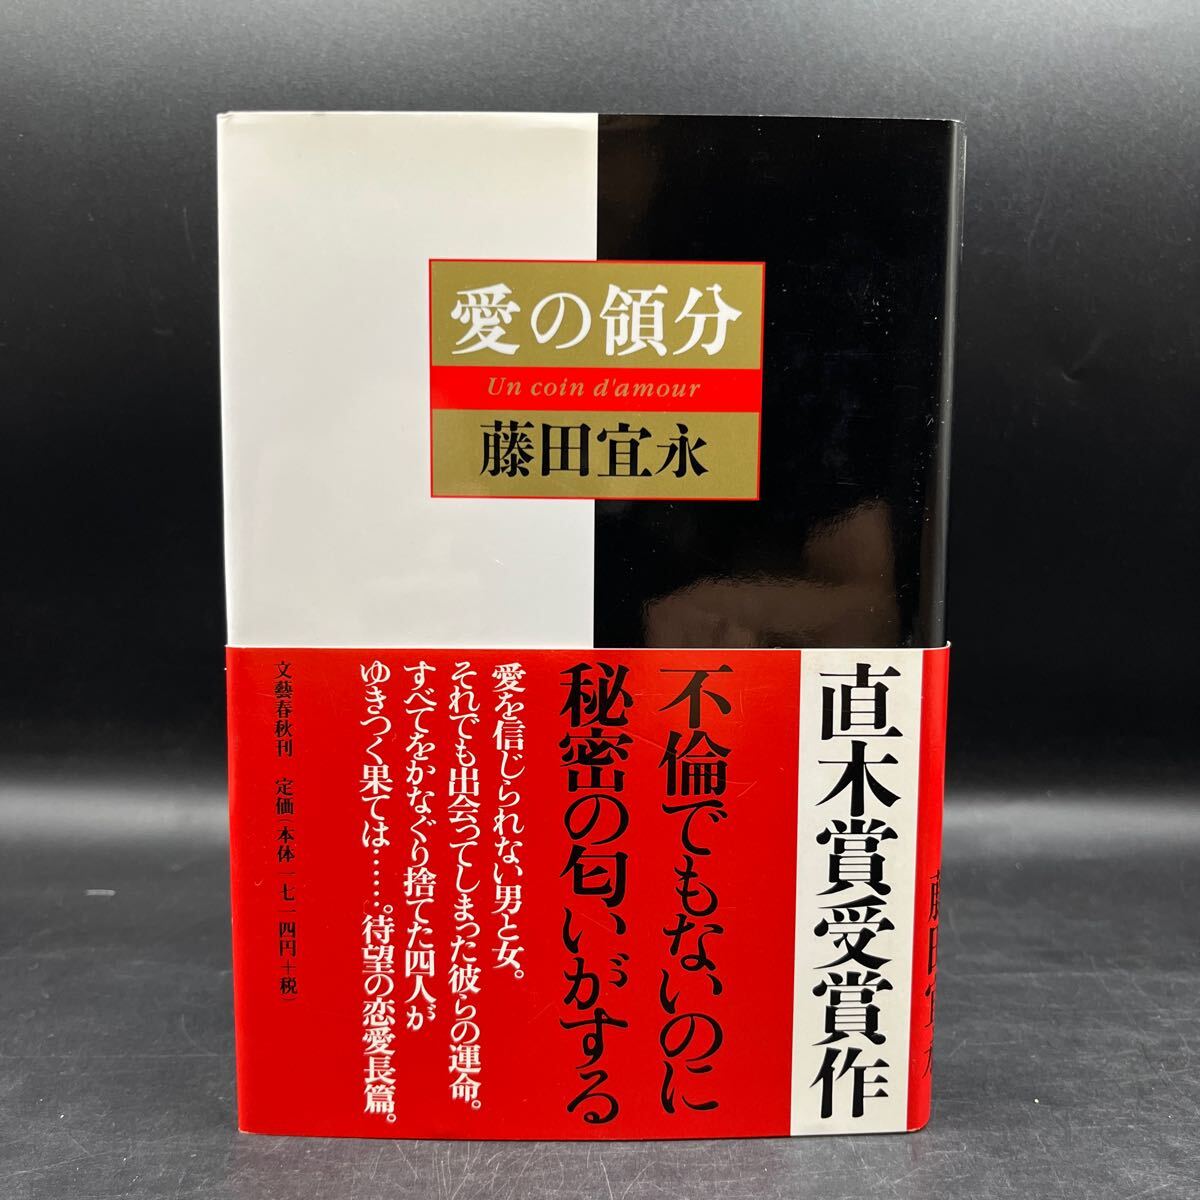 愛の領分
Un coin d'amour
藤田宜永
直木賞受賞作
不倫でもないのに
秘密の匂いがする
愛を信じられない男と女。
それでも出会ってしまった彼らの運命。
すべてをかなぐり捨てた四人が
ゆきつく果ては……。待望の恋愛長篇。
文藝春秋刊 定価(本体一七一四円+税)
藤田宜永